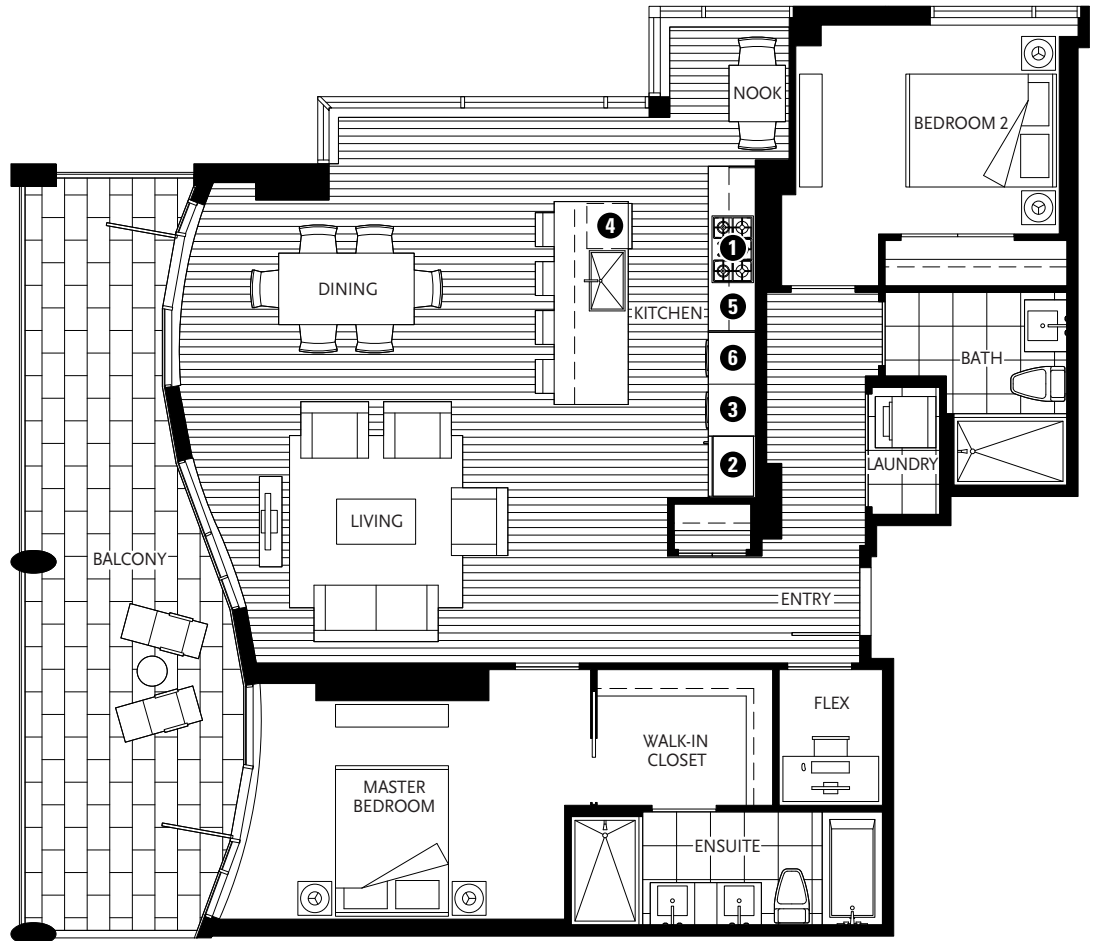 NOOK
BEDROOM 2
4
1
DINING
KITCHEN
5
6
BATH
3
2
LAUNDRY
LIVING
BALCONY
ENTRY
FLEX
WALK-IN
CLOSET
MASTER
BEDROOM
ENSUITE